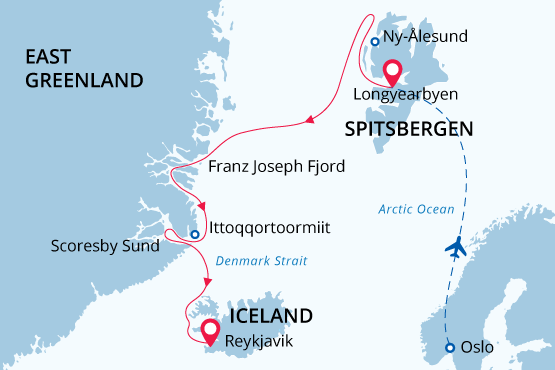 EAST
GREENLAND
Ny-Ålesund
Longyearbyen
SPITSBERGEN
Franz Joseph Fjord
Arctic Ocean
Ittoqqortoormiit
Scoresby Sund
Denmark Strait
ICELAND
Reykjavik
Oslo